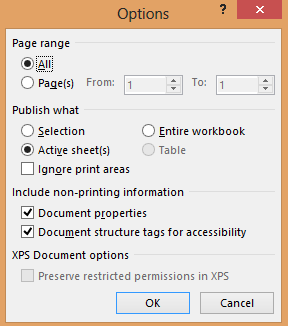 Options ?
Page range
All
Page(s) From: 1 To: 1
Publish what
Selection Entire workbook
Active sheet(s) Table
Ignore print areas
Include non-printing information
Document properties
Document structure tags for accessibility
XPS Document options
Preserve restricted permissions in XPS
OK Cancel